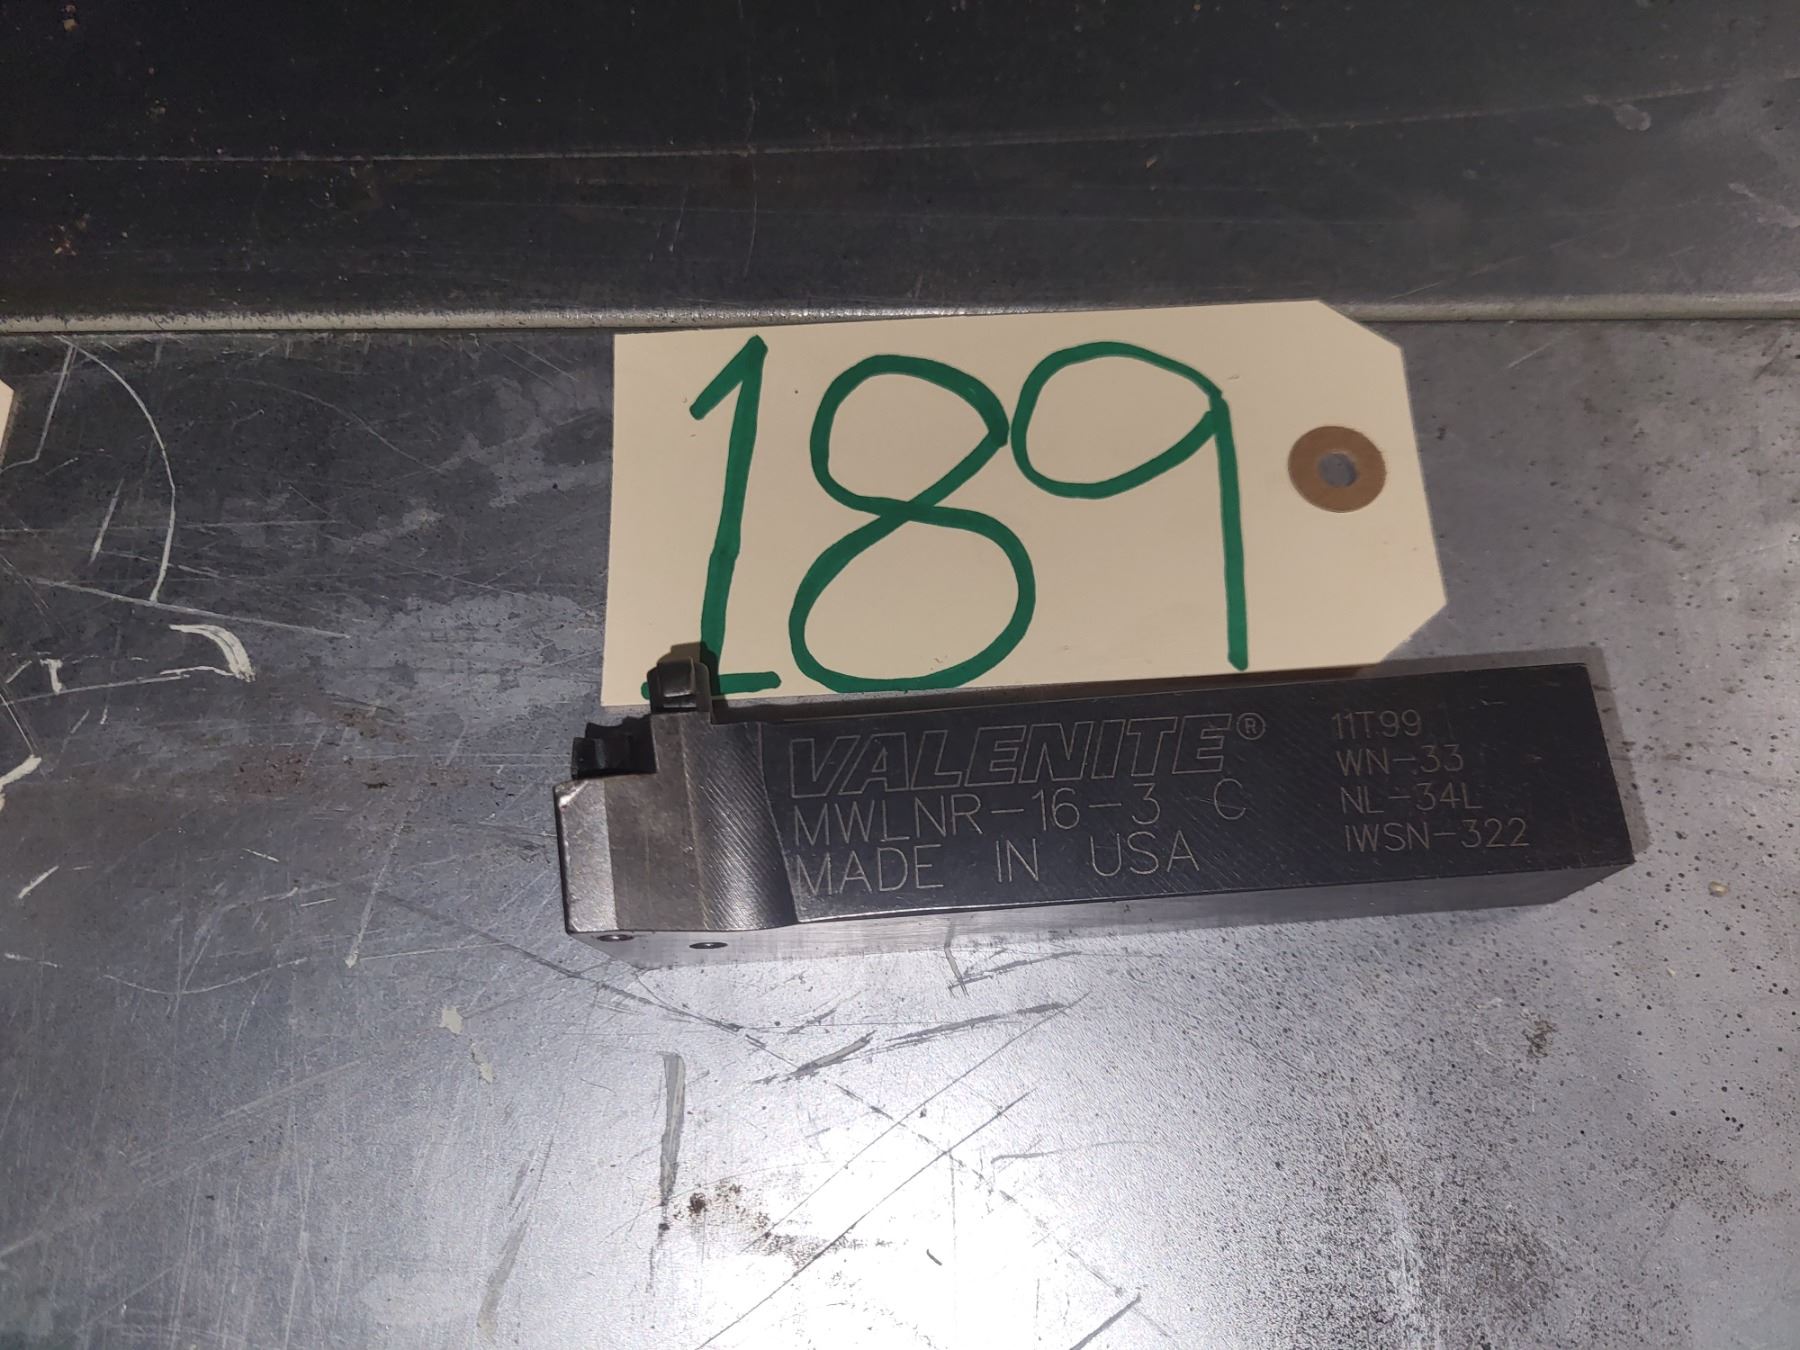 189
VALENITE®
MWLNR-16-3 C
MADE IN USA
11T99
WN-33
NL-34L
IWSN-322